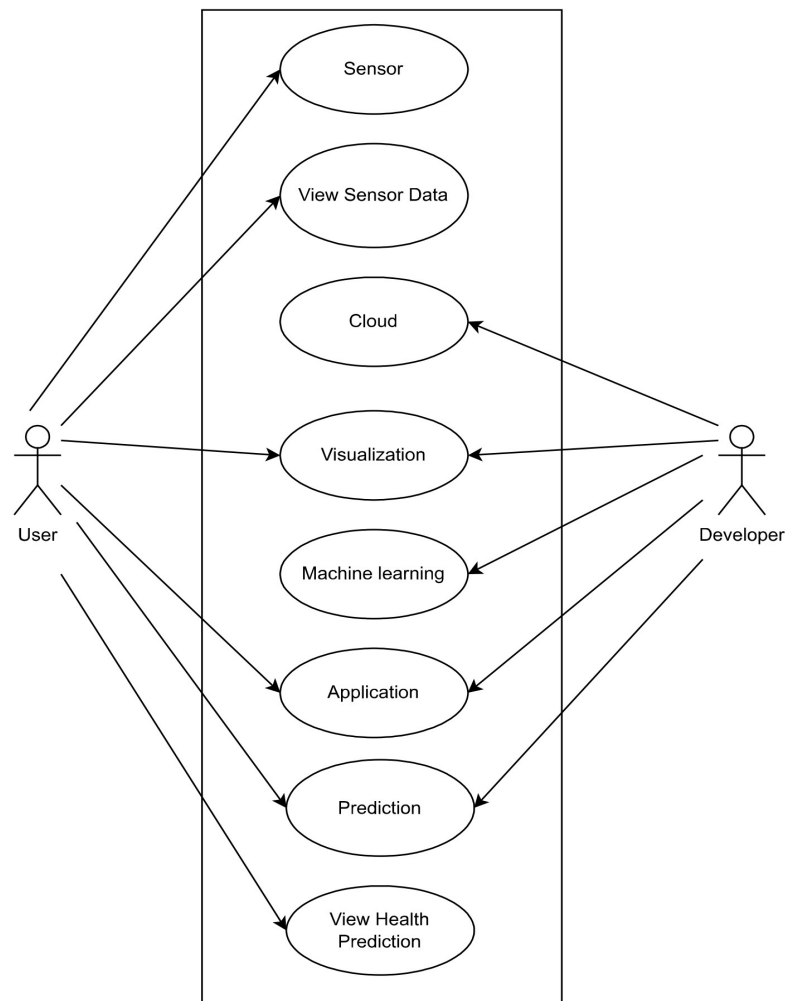 Sensor
View Sensor Data
Cloud
Visualization
User
Developer
Machine learning
Application
Prediction
View Health
Prediction